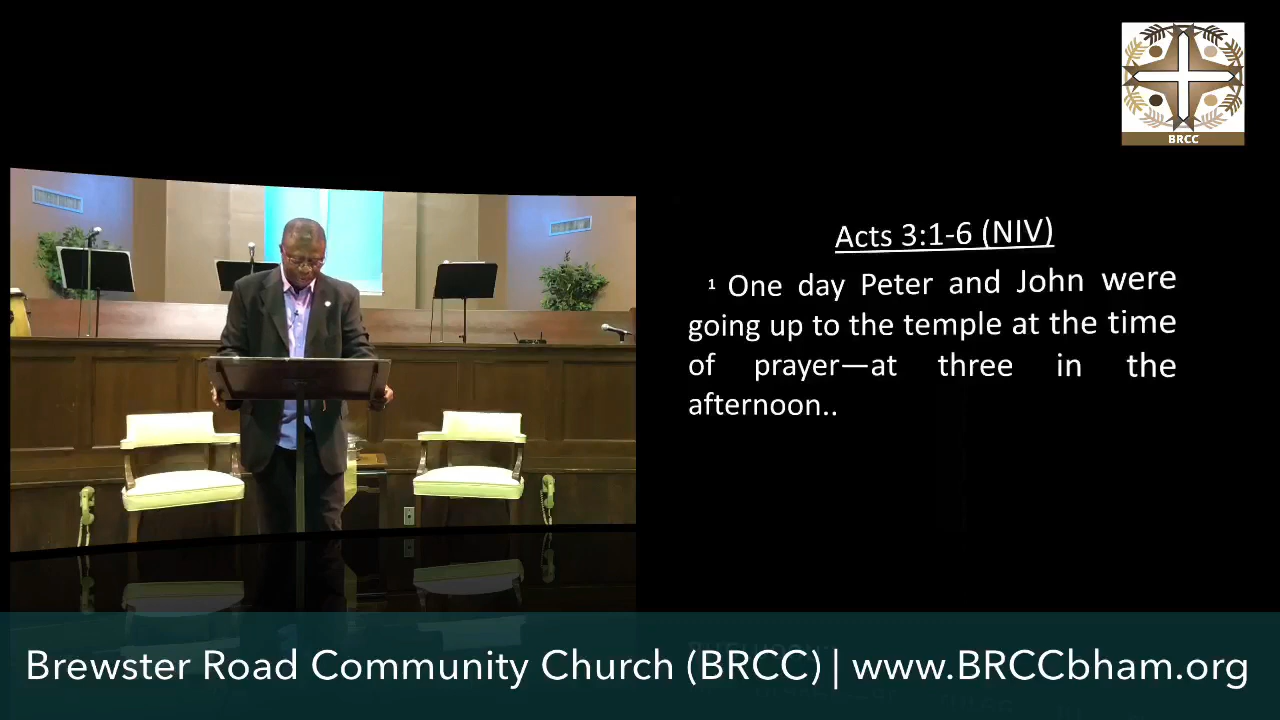 BRCC
Acts 3:1-6 (NIV)
¹ One day Peter and John were
going up to the temple at the time
of prayer—at three in the
afternoon..
Brewster Road Community Church (BRCC) | www.BRCCbham.org